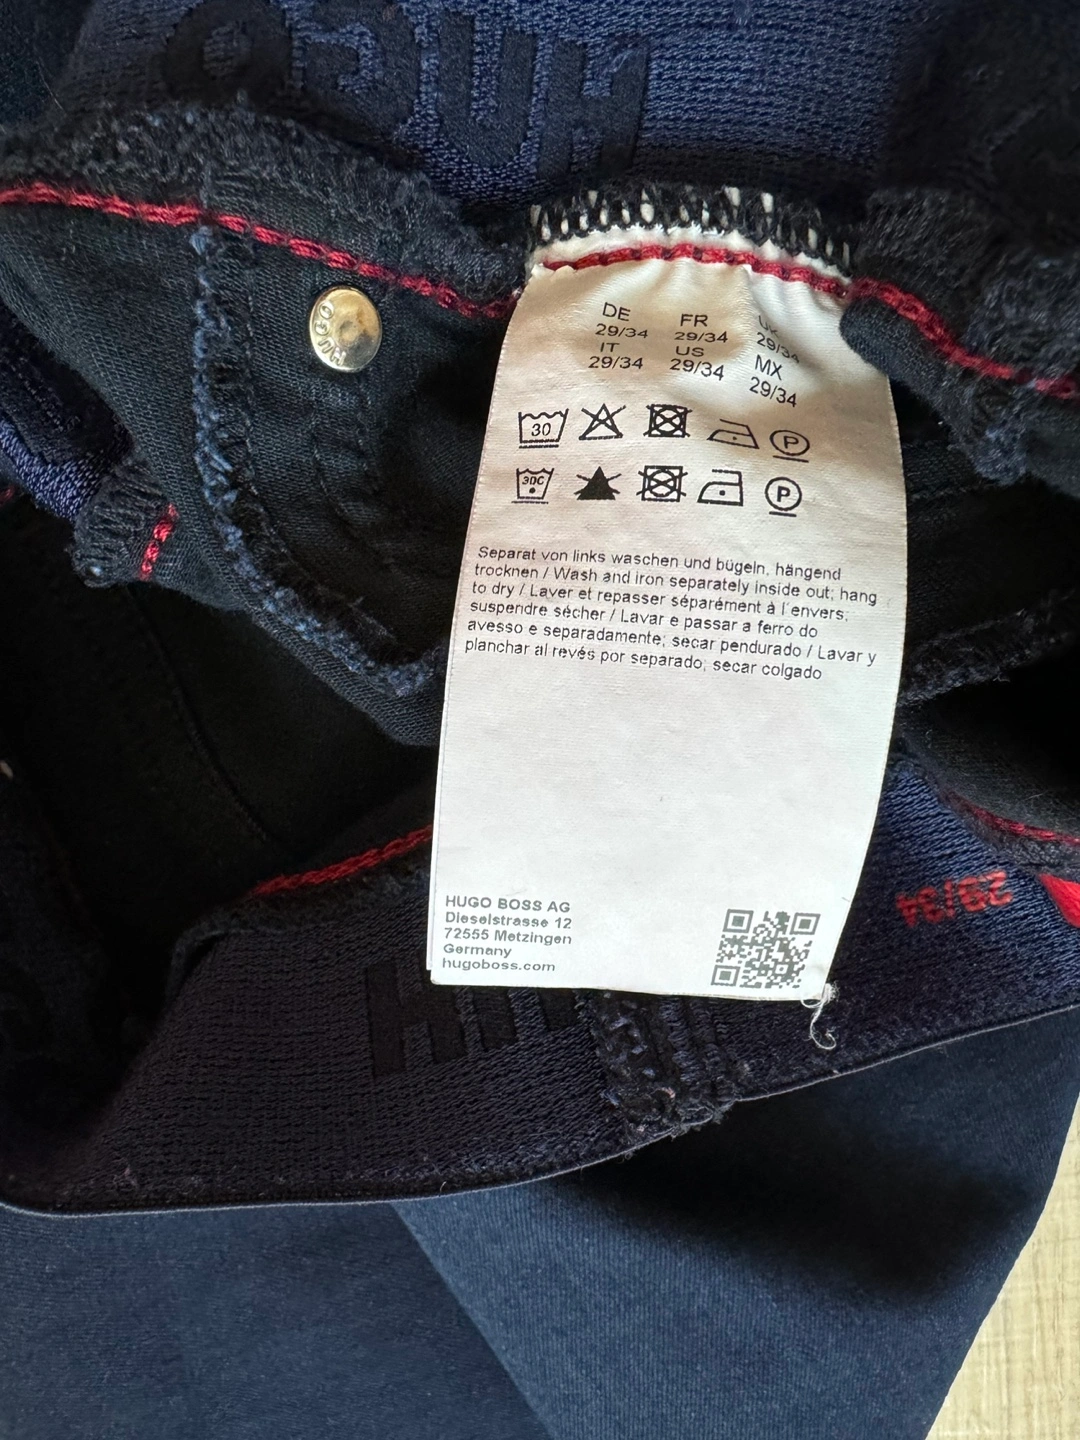 HUGO
HUGO
DE FR UK
29/34 29/34 29/34
IT US MX
29/34 29/34 29/34
30 P
30C P
Separat von links waschen und bügeln, hängend
trocknen / Wash and iron separately inside out; hang
to dry / Laver et repasser séparément à l'envers;
suspendre sécher / Lavar e passar a ferro do
avesso e separadamente; secar pendurado / Lavar y
planchar al revés por separado; secar colgado
29/34
HUGO BOSS AG
Dieselstrasse 12
72555 Metzingen
Germany
hugoboss.com